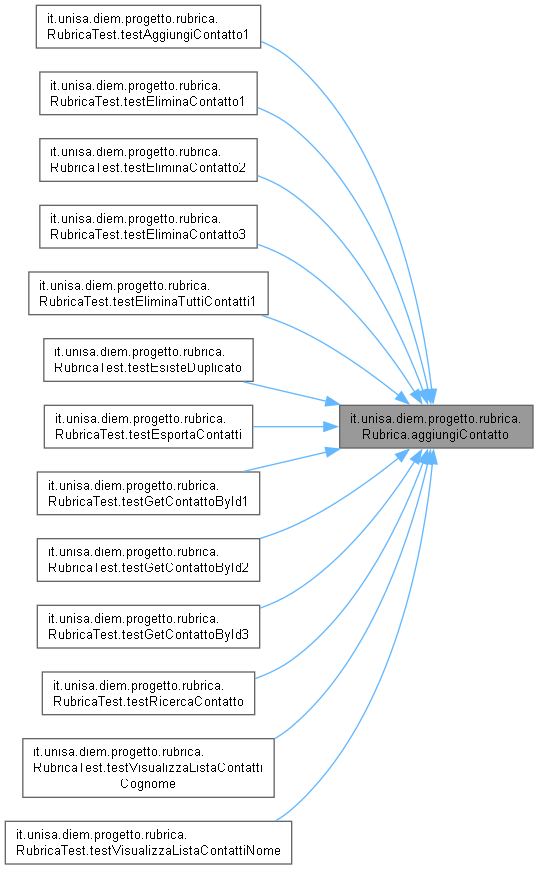 it.unisa.diem.progetto.rubrica.
RubricaTest.testAggiungiContatto1
it.unisa.diem.progetto.rubrica.
RubricaTest.testEliminaContatto1
it.unisa.diem.progetto.rubrica.
RubricaTest.testEliminaContatto2
it.unisa.diem.progetto.rubrica.
RubricaTest.testEliminaContatto3
it.unisa.diem.progetto.rubrica.
RubricaTest.testEliminaTuttiContatti1
it.unisa.diem.progetto.rubrica.
RubricaTest.testEsisteDuplicato
it.unisa.diem.progetto.rubrica.
Rubrica.aggiungiContatto
it.unisa.diem.progetto.rubrica.
RubricaTest.testEsportaContatti
it.unisa.diem.progetto.rubrica.
RubricaTest.testGetContattoById1
it.unisa.diem.progetto.rubrica.
RubricaTest.testGetContattoById2
it.unisa.diem.progetto.rubrica.
RubricaTest.testGetContattoById3
it.unisa.diem.progetto.rubrica.
RubricaTest.testRicercaContatto
it.unisa.diem.progetto.rubrica.
RubricaTest.testVisualizzaListaContatti
Cognome
it.unisa.diem.progetto.rubrica.
RubricaTest.testVisualizzaListaContattiNome